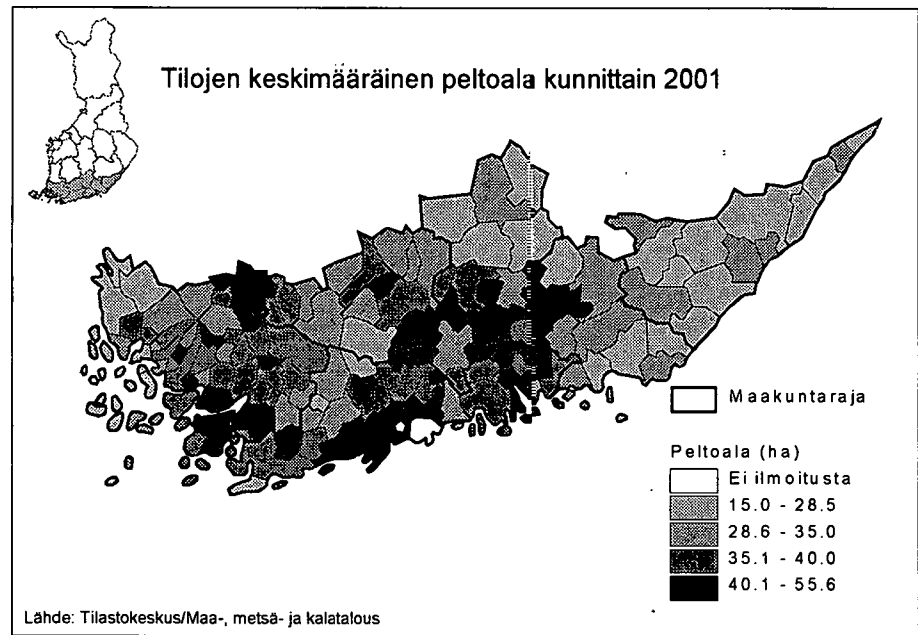 Tilojen keskimääräinen peltoala kunnittain 2001
Maakuntaraja
Peltoala (ha)
Ei ilmoitusta
15.0 - 28.5
28.6 - 35.0
35.1 - 40.0
40.1 - 55.6
Lähde: Tilastokeskus/Maa-, metsä- ja kalatalous